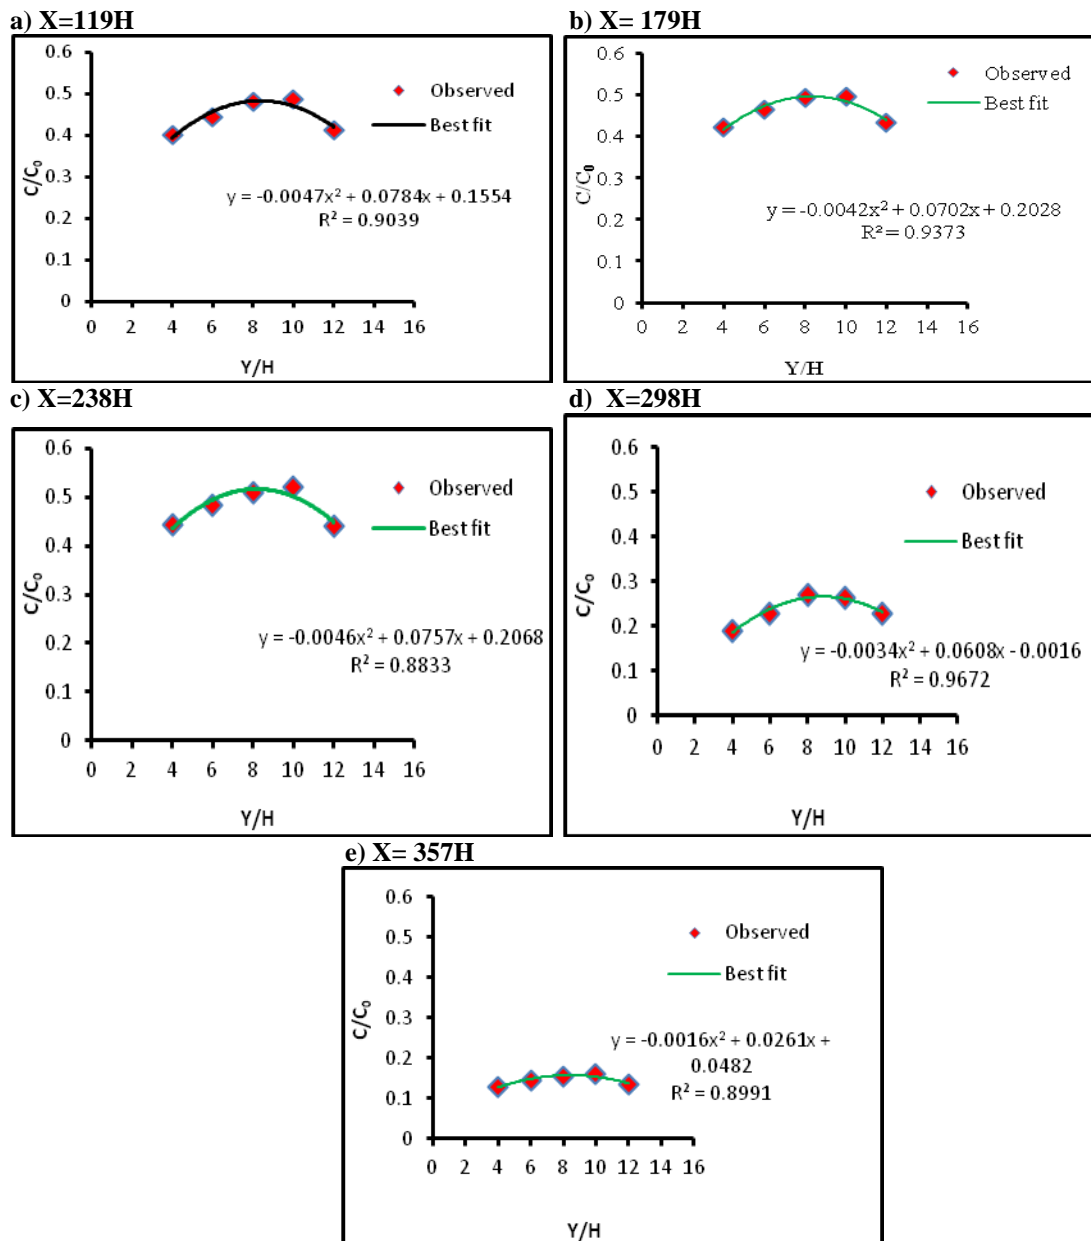 a) X=119H
0.6
0.5
0.4
0.3
0.2
0.1
0
C/C₀
Observed
Best fit
y = -0.0047x² + 0.0784x + 0.1554
R² = 0.9039
0 2 4 6 8 10 12 14 16
Y/H
b) X= 179H
0.6
0.5
0.4
0.3
0.2
0.1
0
C/C₀
Observed
Best fit
y = -0.0042x² + 0.0702x + 0.2028
R² = 0.9373
0 2 4 6 8 10 12 14 16
Y/H
c) X=238H
0.6
0.5
0.4
0.3
0.2
0.1
0
C/C₀
Observed
Best fit
y = -0.0046x² + 0.0757x + 0.2068
R² = 0.8833
0 2 4 6 8 10 12 14 16
Y/H
d) X=298H
0.6
0.5
0.4
0.3
0.2
0.1
0
C/C₀
Observed
Best fit
y = -0.0034x² + 0.0608x - 0.0016
R² = 0.9672
0 2 4 6 8 10 12 14 16
Y/H
e) X= 357H
0.6
0.5
0.4
0.3
0.2
0.1
0
C/C₀
Observed
Best fit
y = -0.0016x² + 0.0261x +
0.0482
R² = 0.8991
0 2 4 6 8 10 12 14 16
Y/H